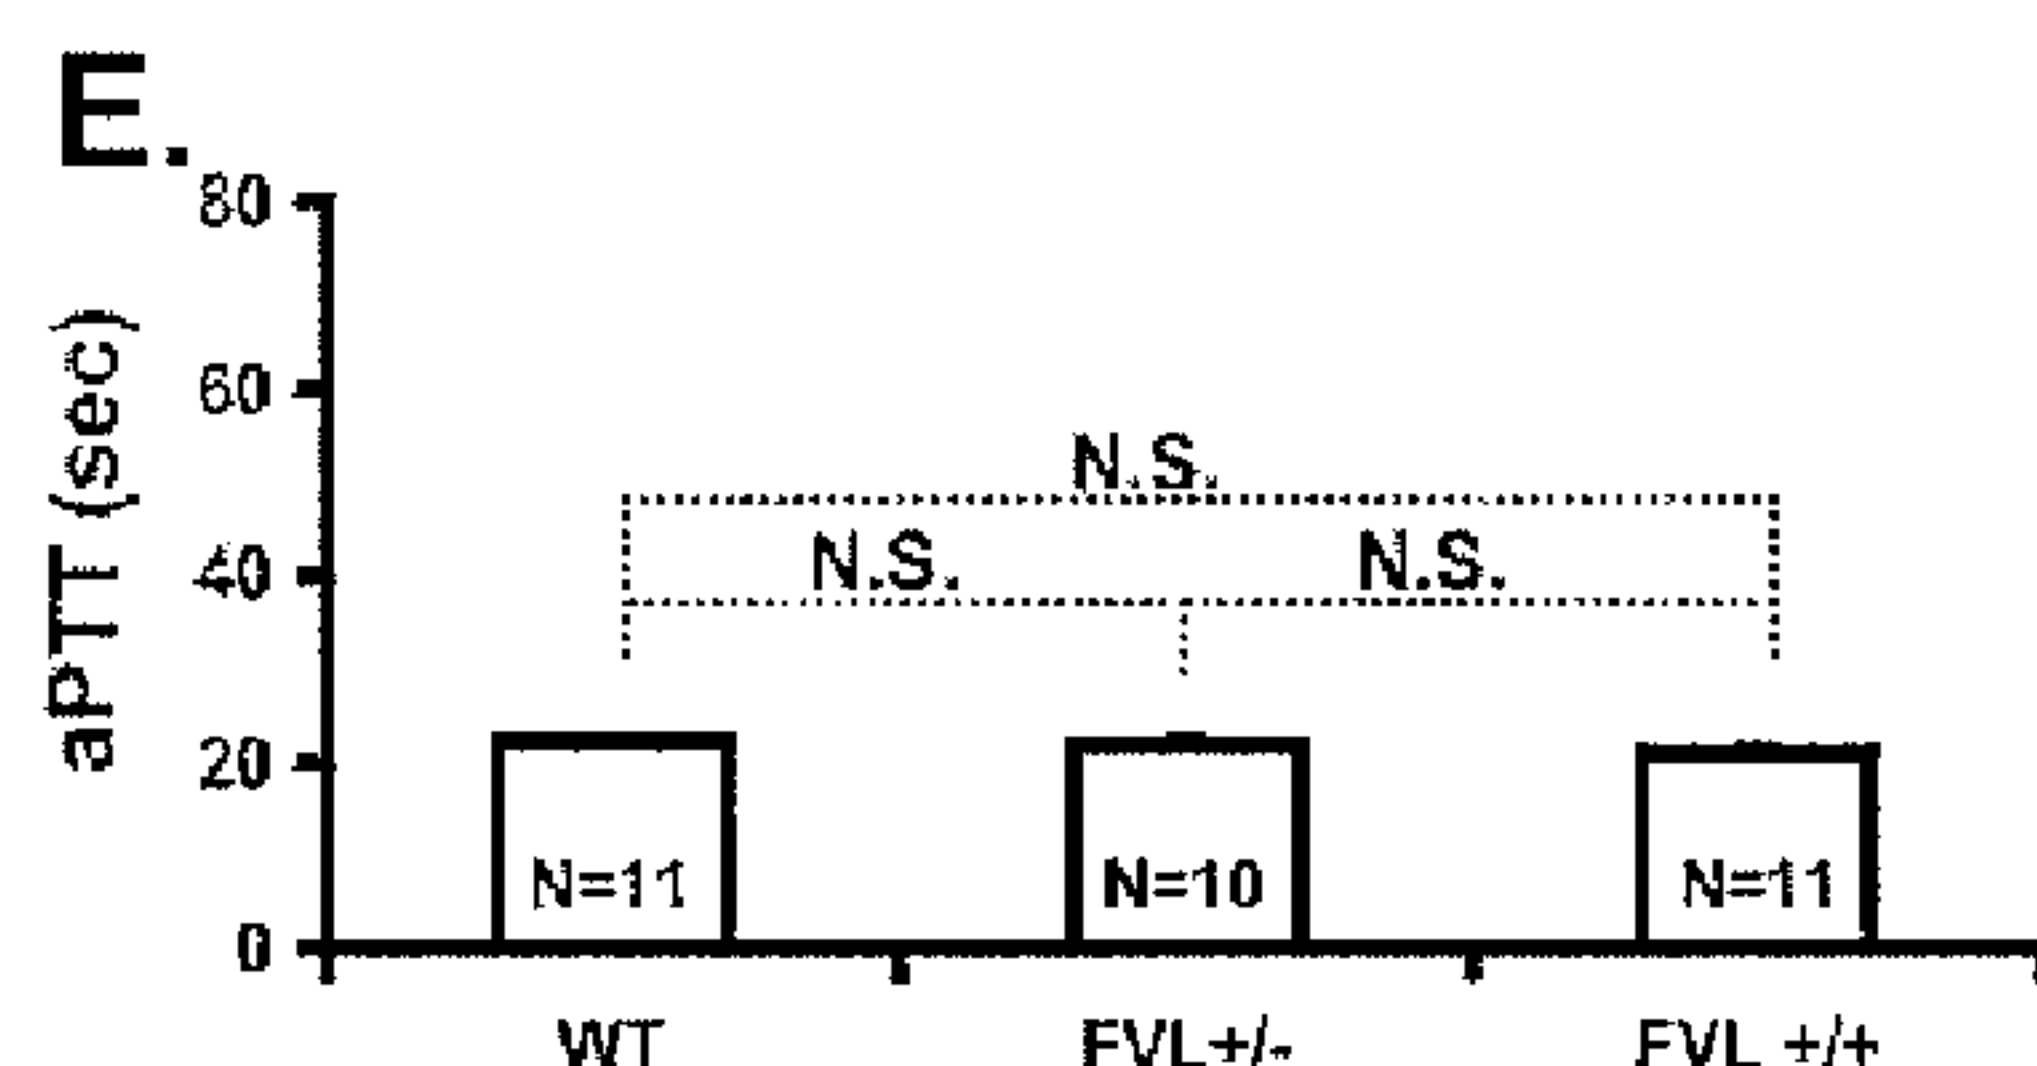 E.
80
aPTT (sec)
60
N.S.
40
N.S. N.S.
20
N=11 N=10 N=11
0
WT FVL+/- FVL +/+